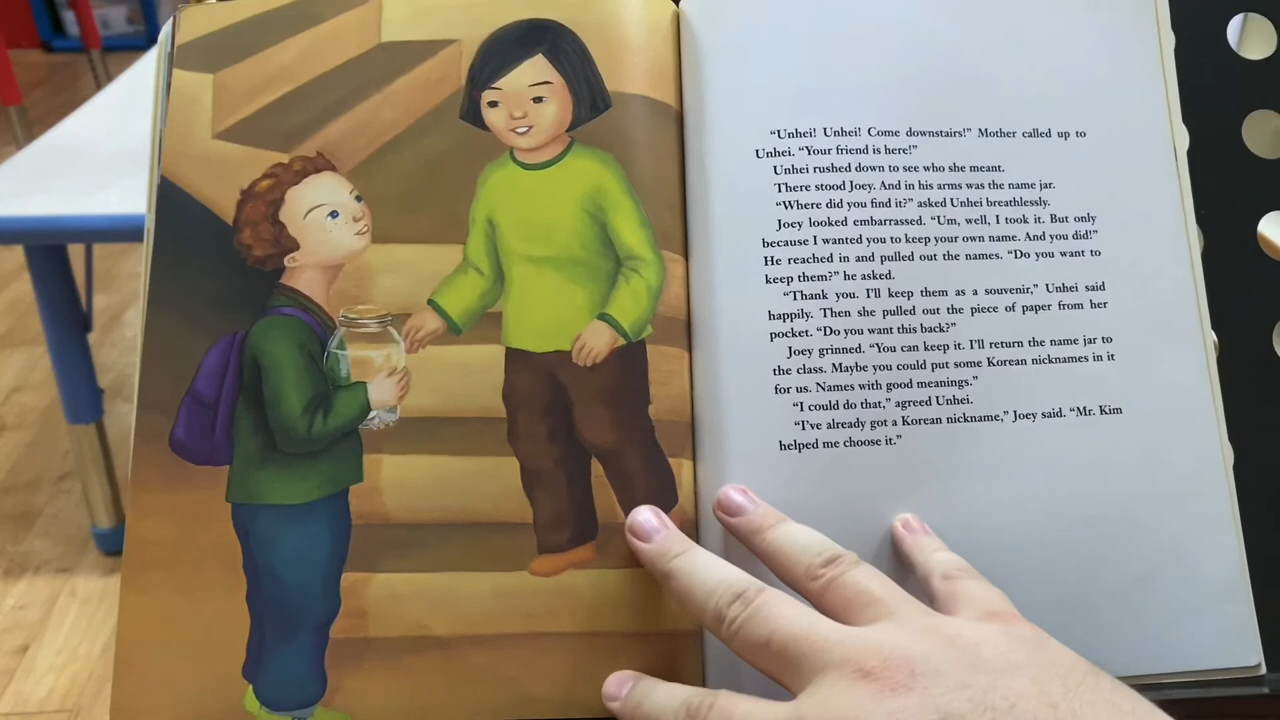 “Unhei! Unhei! Come downstairs!” Mother called up to
Unhei. “Your friend is here!”
Unhei rushed down to see who she meant.
There stood Joey. And in his arms was the name jar.
“Where did you find it?” asked Unhei breathlessly.
Joey looked embarrassed. “Um, well, I took it. But only
because I wanted you to keep your own name. And you did!”
He reached in and pulled out the names. “Do you want to
keep them?” he asked.
“Thank you. I’ll keep them as a souvenir,” Unhei said
happily. Then she pulled out the piece of paper from her
pocket. “Do you want this back?”
Joey grinned. “You can keep it. I’ll return the name jar to
the class. Maybe you could put some Korean nicknames in it
for us. Names with good meanings.”
“I could do that,” agreed Unhei.
“I’ve already got a Korean nickname,” Joey said. “Mr. Kim
helped me choose it.”